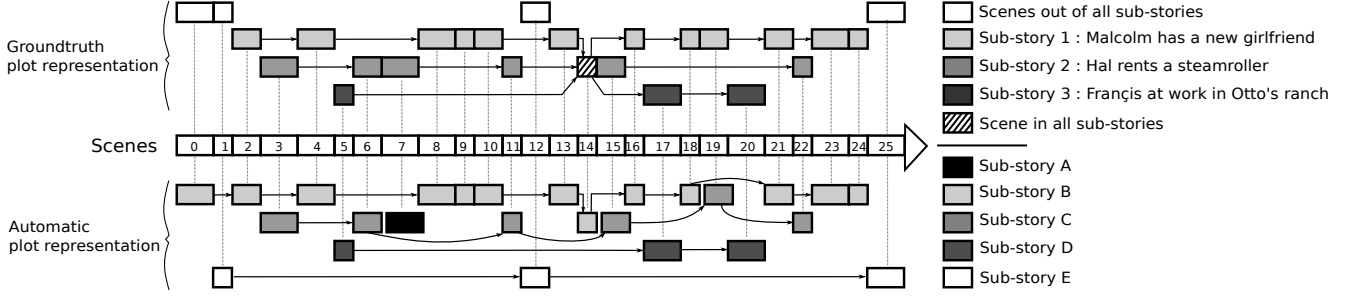 Groundtruth
plot representation
Scenes
0 1 2 3 4 5 6 7 8 9 10 11 12 13 14 15 16 17 18 19 20 21 22 23 24 25
Automatic
plot representation
Scenes out of all sub-stories
Sub-story 1 : Malcolm has a new girlfriend
Sub-story 2 : Hal rents a steamroller
Sub-story 3 : Françis at work in Otto's ranch
Scene in all sub-stories
Sub-story A
Sub-story B
Sub-story C
Sub-story D
Sub-story E